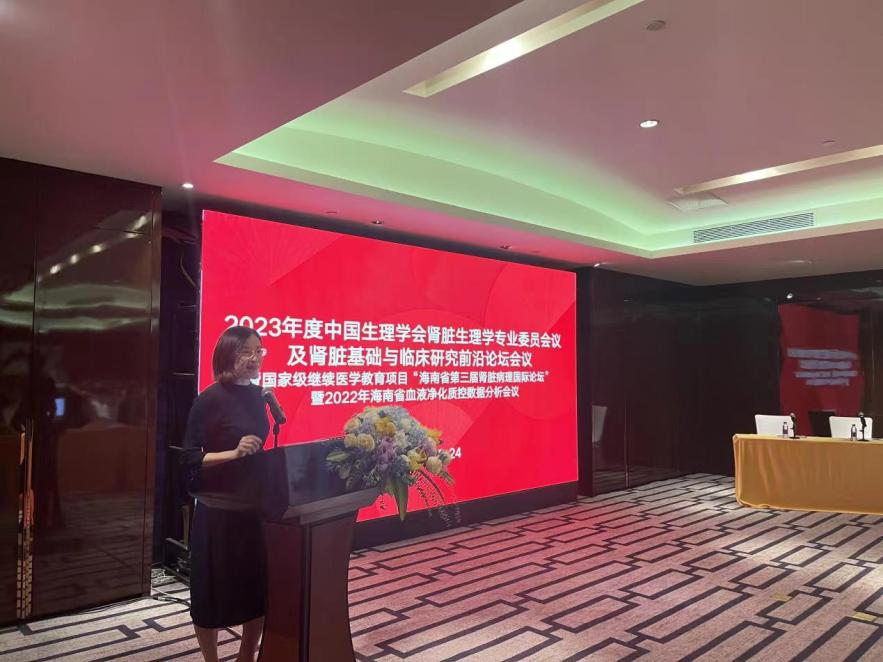 2023年度中国生理学会肾脏生理学专业委员会议
及肾脏基础与临床研究前沿论坛会议
国家级继续医学教育项目“海南省第三届肾脏病理国际论坛”
暨2022年海南省血液净化质控数据分析会议
24